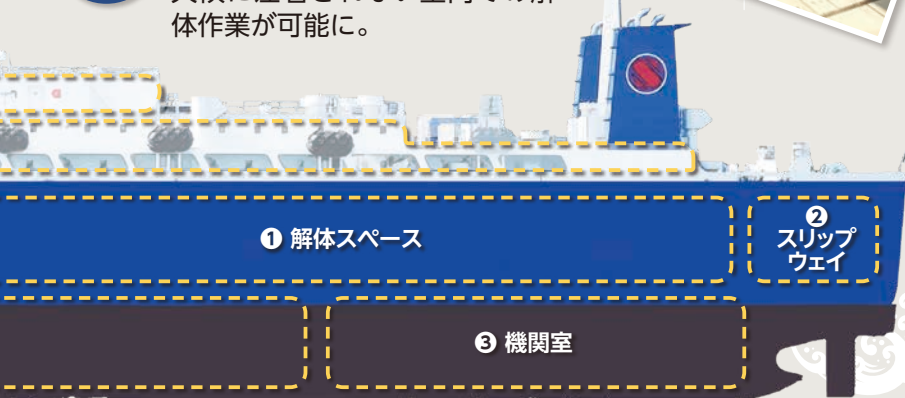 体作業が可能に。
❶ 解体スペース
❷
スリップ
ウェイ
❸ 機関室